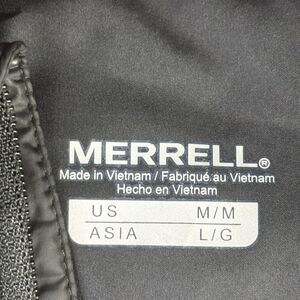 MERRELL®
Made in Vietnam / Fabriqué au Vietnam
Hecho en Vietnam
US M/M
ASIA L/G